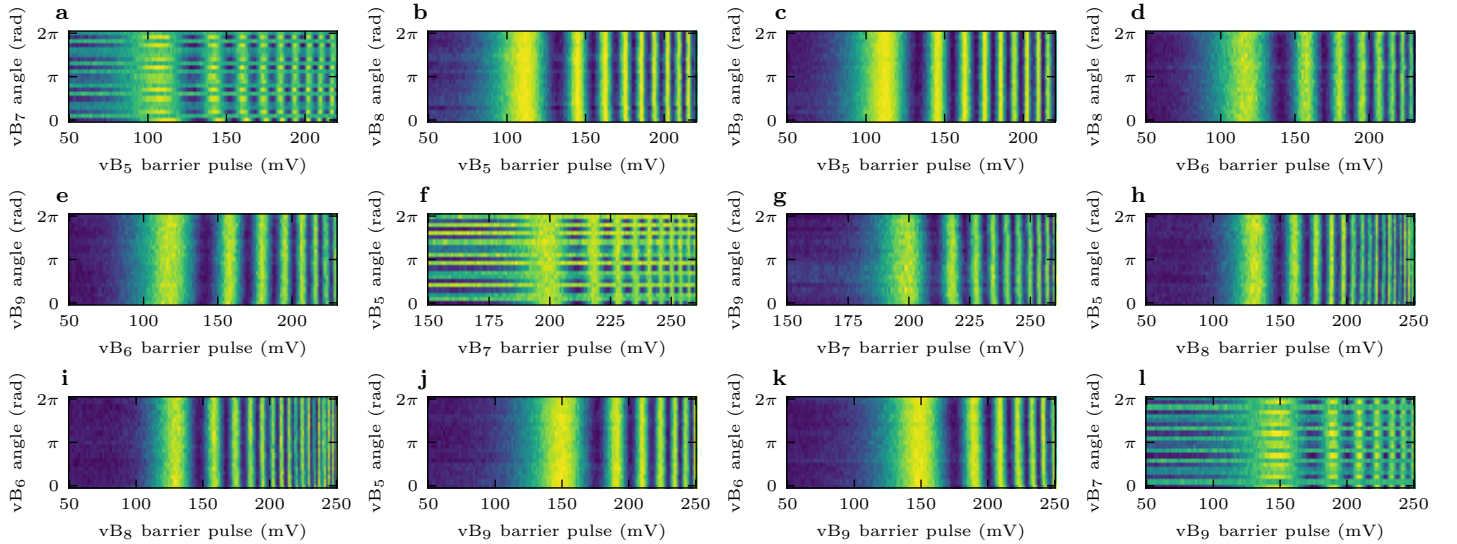 a
vB₇ angle (rad)
2π
π
0
50 100 150 200
vB₅ barrier pulse (mV)
b
vB₈ angle (rad)
2π
π
0
50 100 150 200
vB₅ barrier pulse (mV)
c
vB₉ angle (rad)
2π
π
0
50 100 150 200
vB₅ barrier pulse (mV)
d
vB₈ angle (rad)
2π
π
0
50 100 150 200
vB₆ barrier pulse (mV)
e
vB₉ angle (rad)
2π
π
0
50 100 150 200
vB₆ barrier pulse (mV)
f
vB₅ angle (rad)
2π
π
0
150 175 200 225 250
vB₇ barrier pulse (mV)
g
vB₉ angle (rad)
2π
π
0
150 175 200 225 250
vB₇ barrier pulse (mV)
h
vB₅ angle (rad)
2π
π
0
50 100 150 200 250
vB₈ barrier pulse (mV)
i
vB₆ angle (rad)
2π
π
0
50 100 150 200 250
vB₈ barrier pulse (mV)
j
vB₅ angle (rad)
2π
π
0
50 100 150 200 250
vB₉ barrier pulse (mV)
k
vB₆ angle (rad)
2π
π
0
50 100 150 200 250
vB₉ barrier pulse (mV)
l
vB₇ angle (rad)
2π
π
0
50 100 150 200 250
vB₉ barrier pulse (mV)